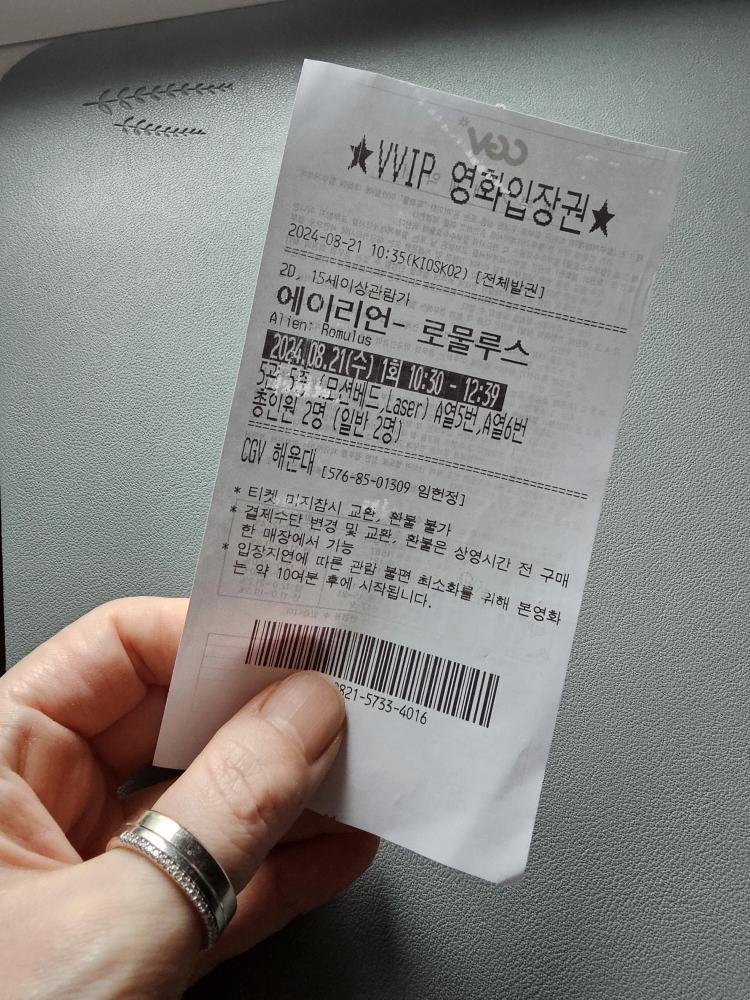 CGV
★VVIP 영화입장권★
2024-08-21 10:35(KIOSK02) [전체발권]
2D, 15세이상관람가
에이리언- 로물루스
Alien: Romulus
2024.08.21(수) 1회 10:30 - 12:39
5관 5층 (모션베드,Laser) A열5번,A열6번
총인원 2명 (일반 2명)
CGV 해운대 [576-85-01309 임헌정]
* 티켓 미지참시 교환, 환불 불가
* 결제수단 변경 및 교환, 환불은 상영시간 전 구매
한 매장에서 가능
* 입장지연에 따른 관람 불편 최소화를 위해 본영화
는 약 10여분 후에 시작됩니다.
0821-5733-4016